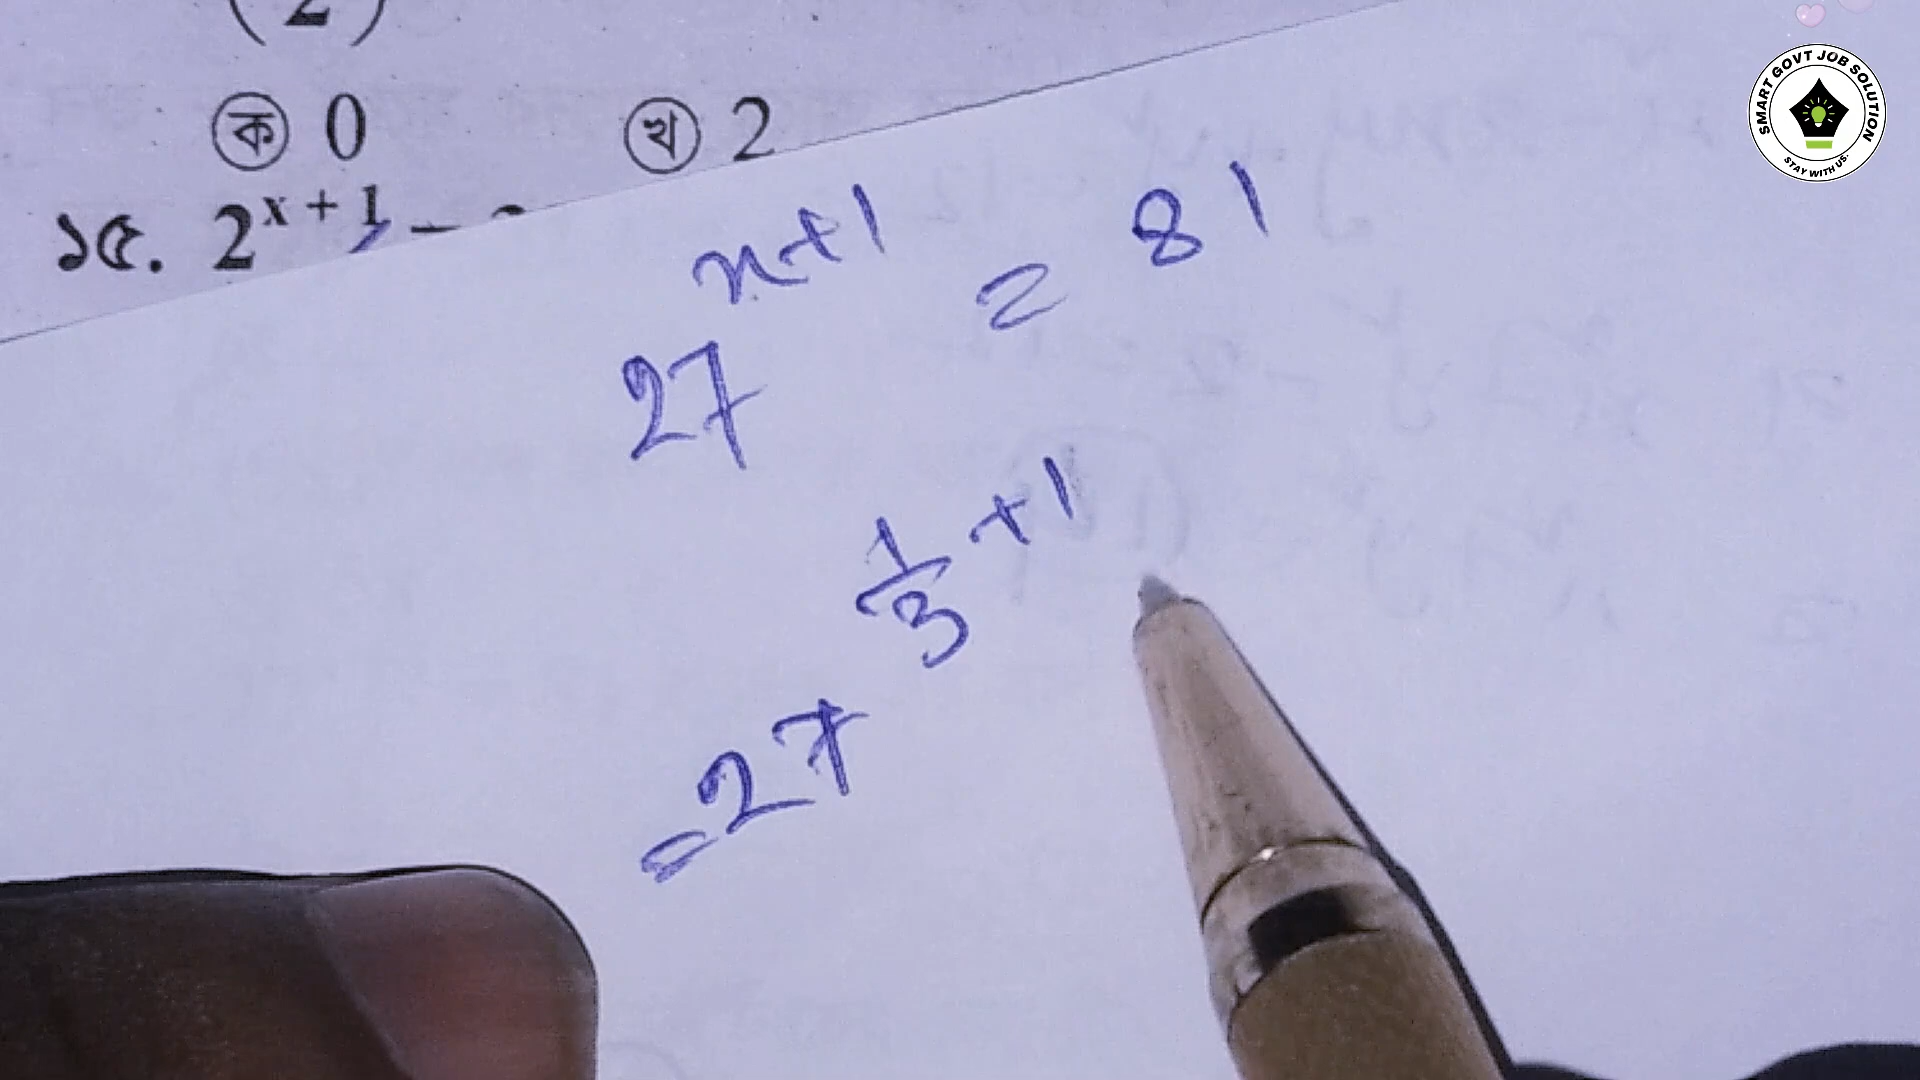 (2)
ক 0 খ 2
১৫. 2^x + 1 –
27^x+1 = 81
= 27^1/3 + 1
SMART GOVT JOB SOLUTION
STAY WITH US.